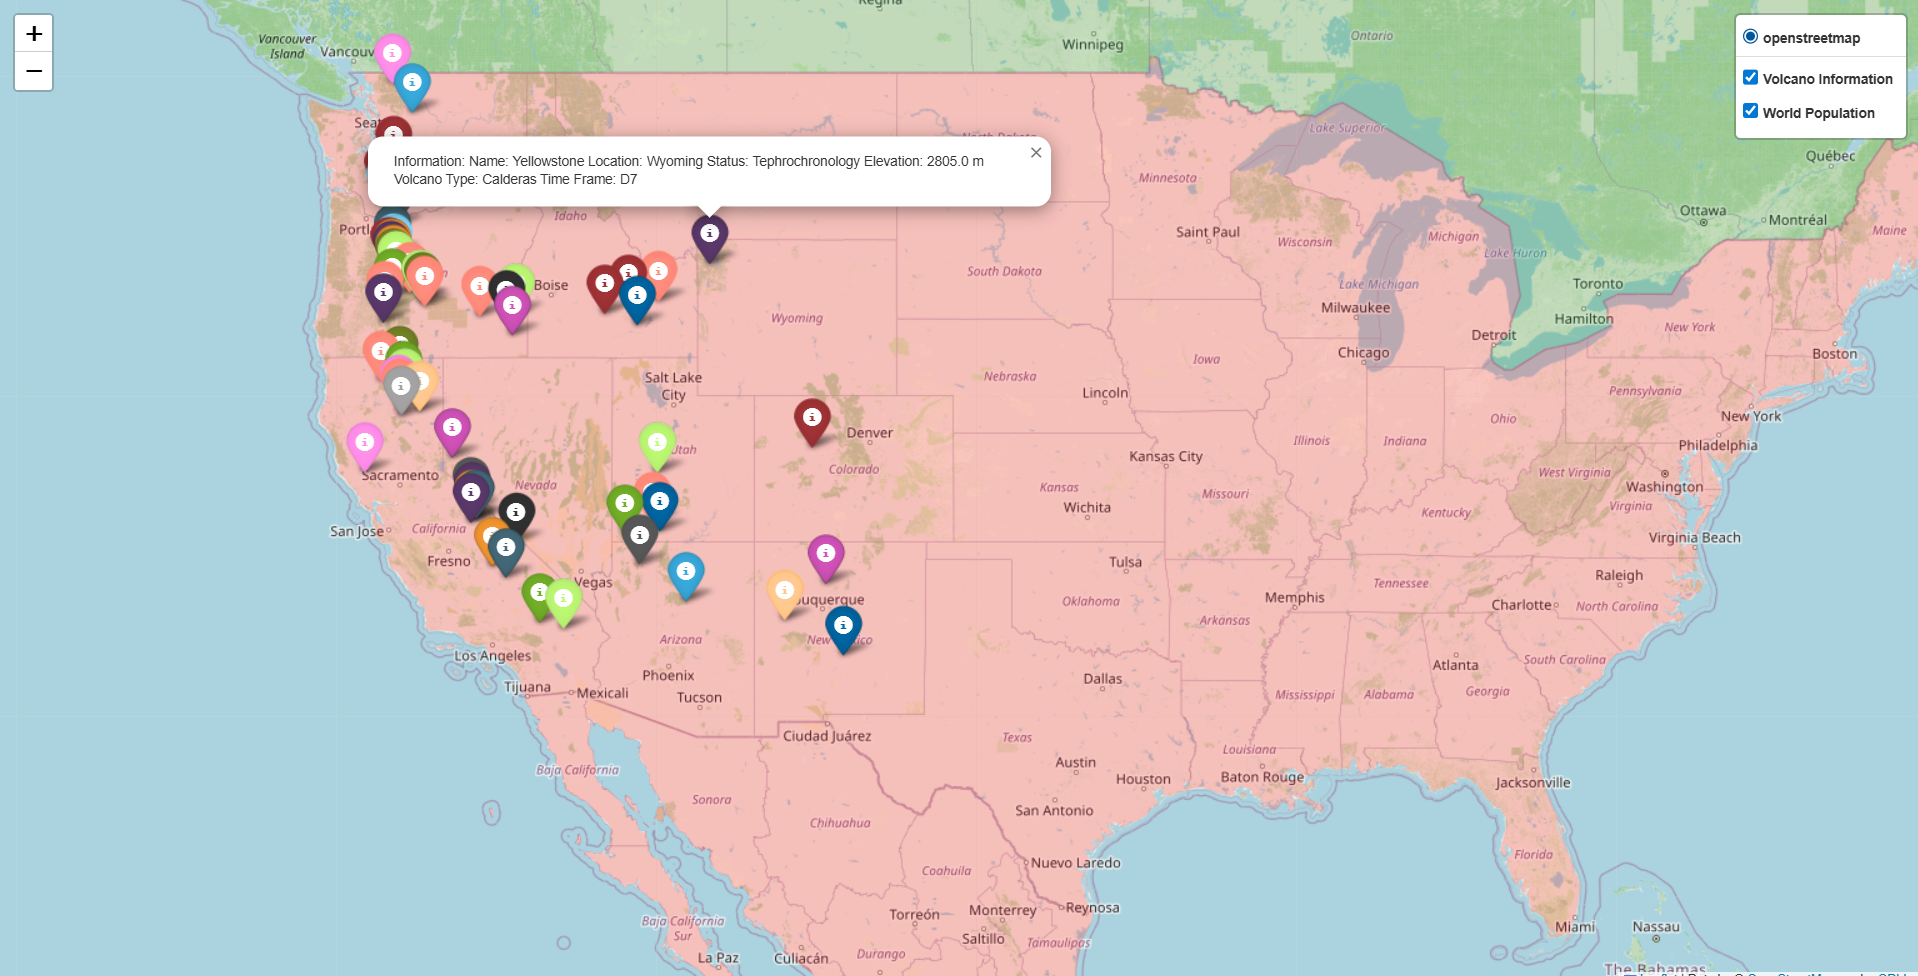 +
−
Regina
Vancouver
Island
Vancouv
Winnipeg
Ontario
openstreetmap
Volcano Information
World Population
Seat
North Dakota
Lake Superior
Québec
Information: Name: Yellowstone Location: Wyoming Status: Tephrochronology Elevation: 2805.0 m
Volcano Type: Calderas Time Frame: D7
×
Minnesota
Ottawa
Montréal
Portl
Idaho
Saint Paul
Wisconsin
Michigan
Lake Huron
Maine
Boise
South Dakota
Lake Michigan
Toronto
Wyoming
Milwaukee
Hamilton
New York
Detroit
Chicago
Iowa
Boston
Salt Lake
City
Nebraska
Lincoln
Pennsylvania
New York
Denver
Ohio
Illinois
Indiana
Philadelphia
Utah
Sacramento
Colorado
Kansas City
West Virginia
Nevada
Kansas
Missouri
Washington
Wichita
Kentucky
Virginia
San Jose
California
Virginia Beach
Fresno
Tulsa
Vegas
Tennessee
Raleigh
buquerque
Oklahoma
Memphis
Charlotte
North Carolina
Arkansas
Arizona
Los Angeles
South Carolina
Atlanta
Phoenix
Dallas
Tijuana
Mexicali
Tucson
Mississippi
Alabama
Georgia
Ciudad Juárez
Texas
Louisiana
Baja California
Austin
Houston
Baton Rouge
Jacksonville
Sonora
San Antonio
Chihuahua
Florida
Nuevo Laredo
Coahuila
Torreón
Monterrey
Reynosa
Baja California
Sur
Miami
Nassau
Saltillo
Tamaulipas
La Paz
Culiacán
Durango
The Bahamas